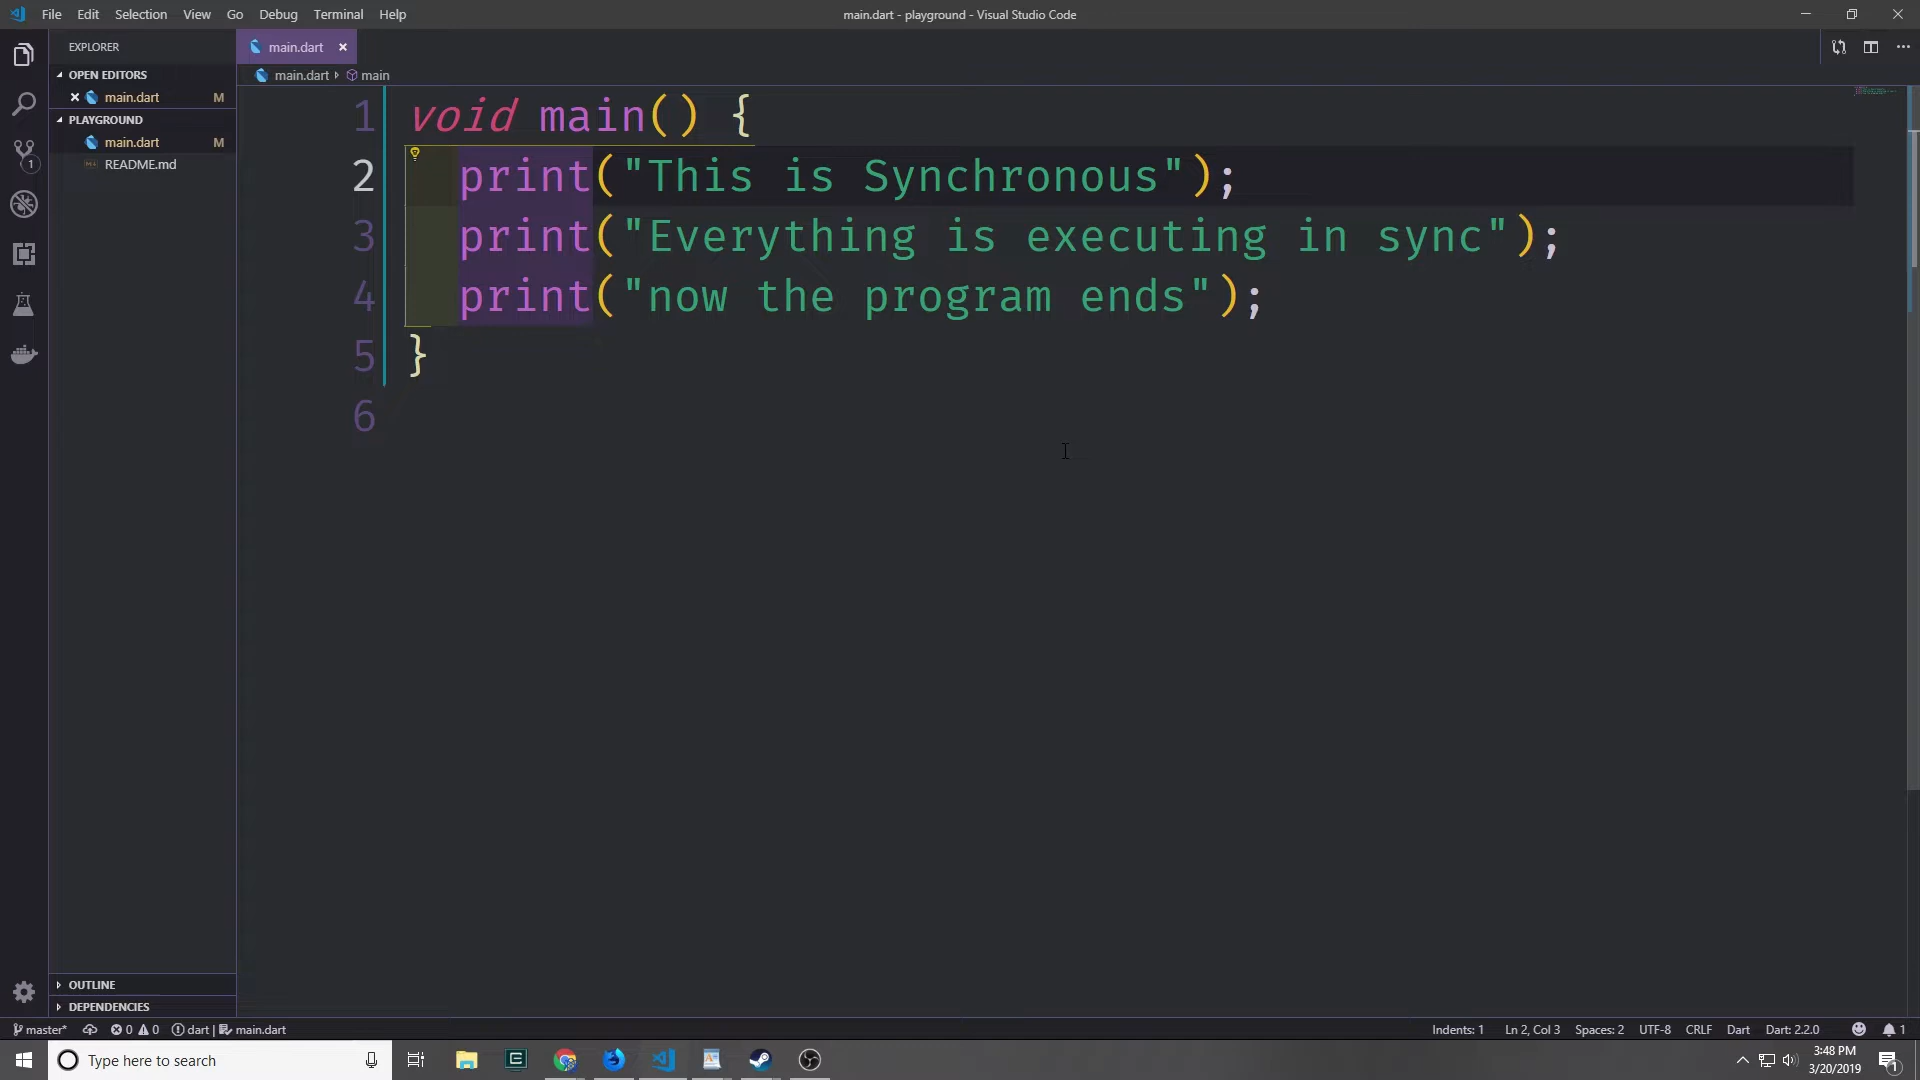 File Edit Selection View Go Debug Terminal Help
main.dart - playground - Visual Studio Code
EXPLORER
OPEN EDITORS
main.dart M
PLAYGROUND
main.dart M
README.md
1
main.dart
main.dart main
1 void main() {
2 print("This is Synchronous");
3 print("Everything is executing in sync");
4 print("now the program ends");
5 }
6
OUTLINE
DEPENDENCIES
master* 0 0 dart | main.dart
Indents: 1 Ln 2, Col 3 Spaces: 2 UTF-8 CRLF Dart Dart: 2.2.0 1
Type here to search
3:48 PM
3/20/2019
1